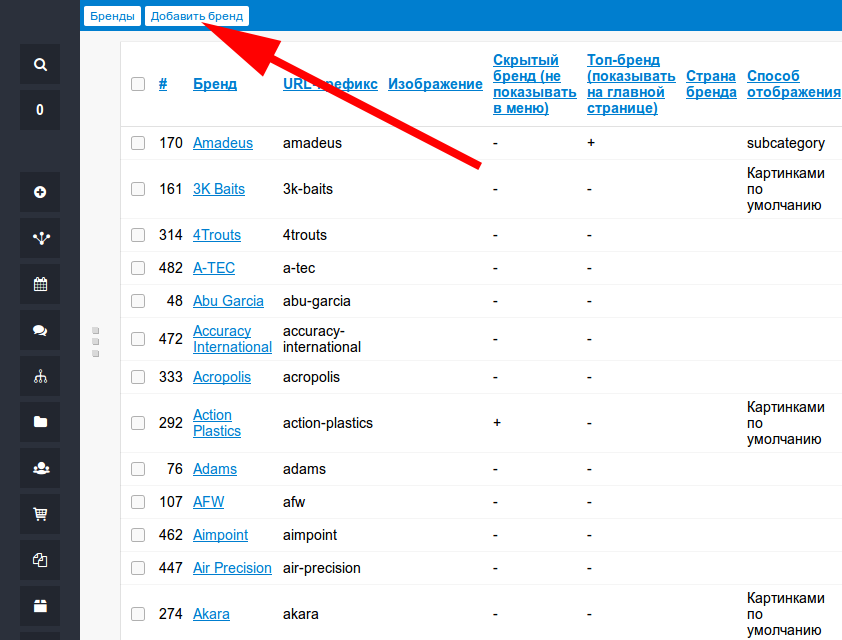 Бренды Добавить бренд
0
# Бренд URL-префикс Изображение Скрытый бренд (не показывать в меню) Топ-бренд (показывать на главной странице) Страна бренда Способ отображения
170 Amadeus amadeus - + subcategory
161 3K Baits 3k-baits - - Картинками по умолчанию
314 4Trouts 4trouts - -
482 A-TEC a-tec - -
48 Abu Garcia abu-garcia - -
472 Accuracy International accuracy-international - -
333 Acropolis acropolis - -
292 Action Plastics action-plastics + - Картинками по умолчанию
76 Adams adams - -
107 AFW afw - -
462 Aimpoint aimpoint - -
447 Air Precision air-precision - -
274 Akara akara - - Картинками по умолчанию